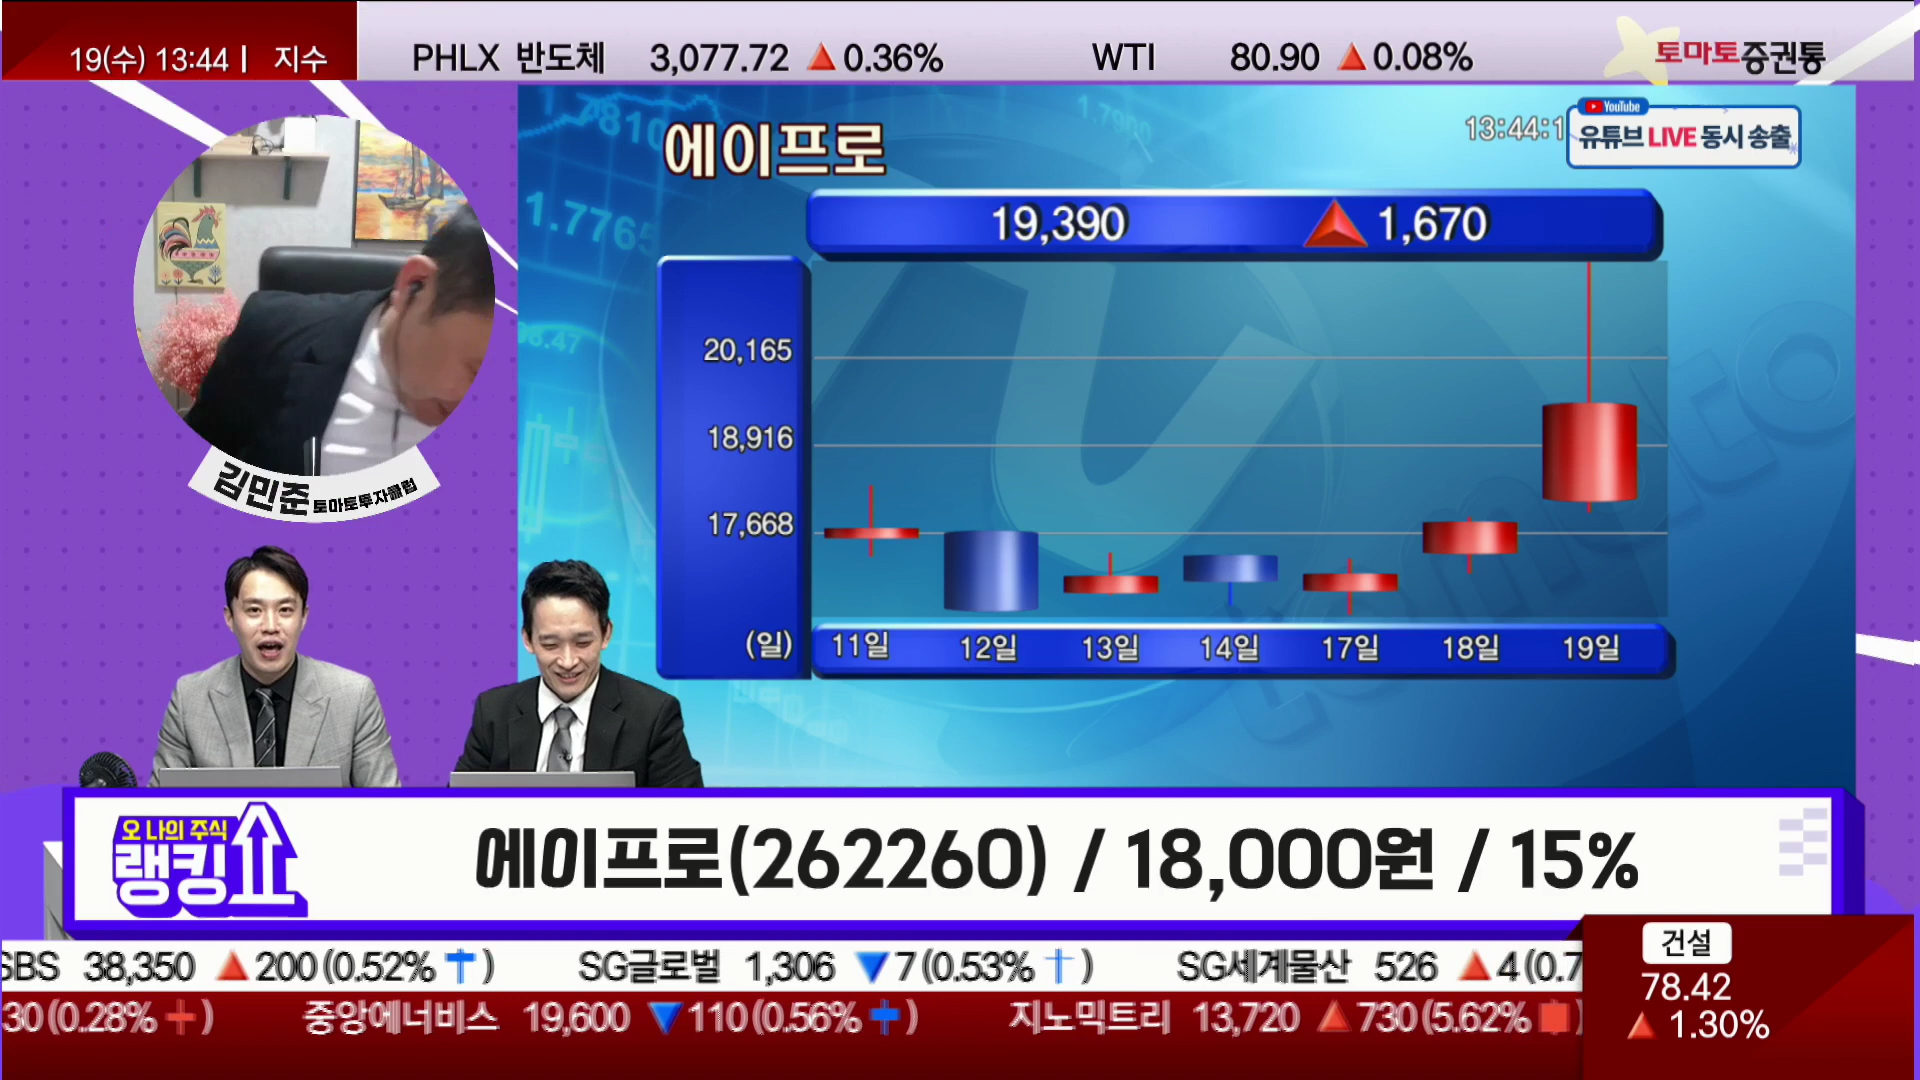 19(수) 13:44 | 지수
PHLX 반도체 3,077.72 ▲ 0.36% WTI 80.90 ▲ 0.08%
토마토증권통
YouTube
유튜브 LIVE 동시 송출
13:44:1
에이프로
19,390 ▲ 1,670
20,165
18,916
17,668
(일) 11일 12일 13일 14일 17일 18일 19일
김민준 토마토투자클럽
오 나의 주식
랭킹쇼
에이프로(262260) / 18,000원 / 15%
SBS 38,350 ▲ 200 (0.52% ) SG글로벌 1,306 ▼ 7 (0.53% ) SG세계물산 526 ▲ 4 (0.7
30 (0.28% ) 중앙에너비스 19,600 ▼ 110 (0.56% ) 지노믹트리 13,720 ▲ 730 (5.62% )
건설
78.42
▲ 1.30%